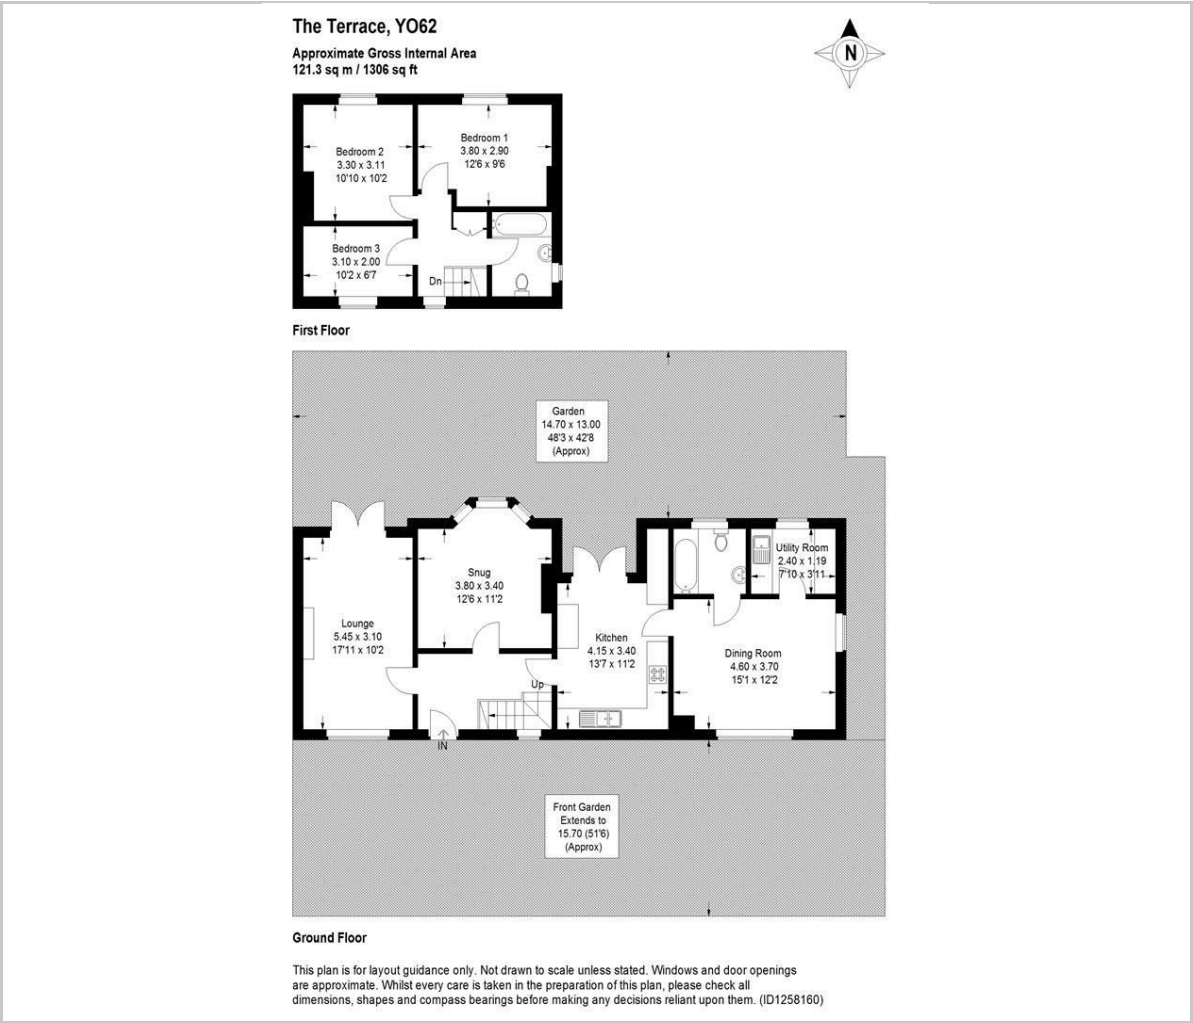 The Terrace, YO62
Approximate Gross Internal Area
121.3 sq m / 1306 sq ft
N
Bedroom 2
3.30 x 3.11
10'10 x 10'2
Bedroom 1
3.80 x 2.90
12'6 x 9'6
Bedroom 3
3.10 x 2.00
10'2 x 6'7
Dn
First Floor
Garden
14.70 x 13.00
48'3 x 42'8
(Approx)
Snug
3.80 x 3.40
12'6 x 11'2
Utility Room
2.40 x 1.19
7'10 x 3'11
Lounge
5.45 x 3.10
17'11 x 10'2
Kitchen
4.15 x 3.40
13'7 x 11'2
Dining Room
4.60 x 3.70
15'1 x 12'2
Up
IN
Front Garden
Extends to
15.70 (51'6)
(Approx)
Ground Floor
This plan is for layout guidance only. Not drawn to scale unless stated. Windows and door openings
are approximate. Whilst every care is taken in the preparation of this plan, please check all
dimensions, shapes and compass bearings before making any decisions reliant upon them. (ID1258160)